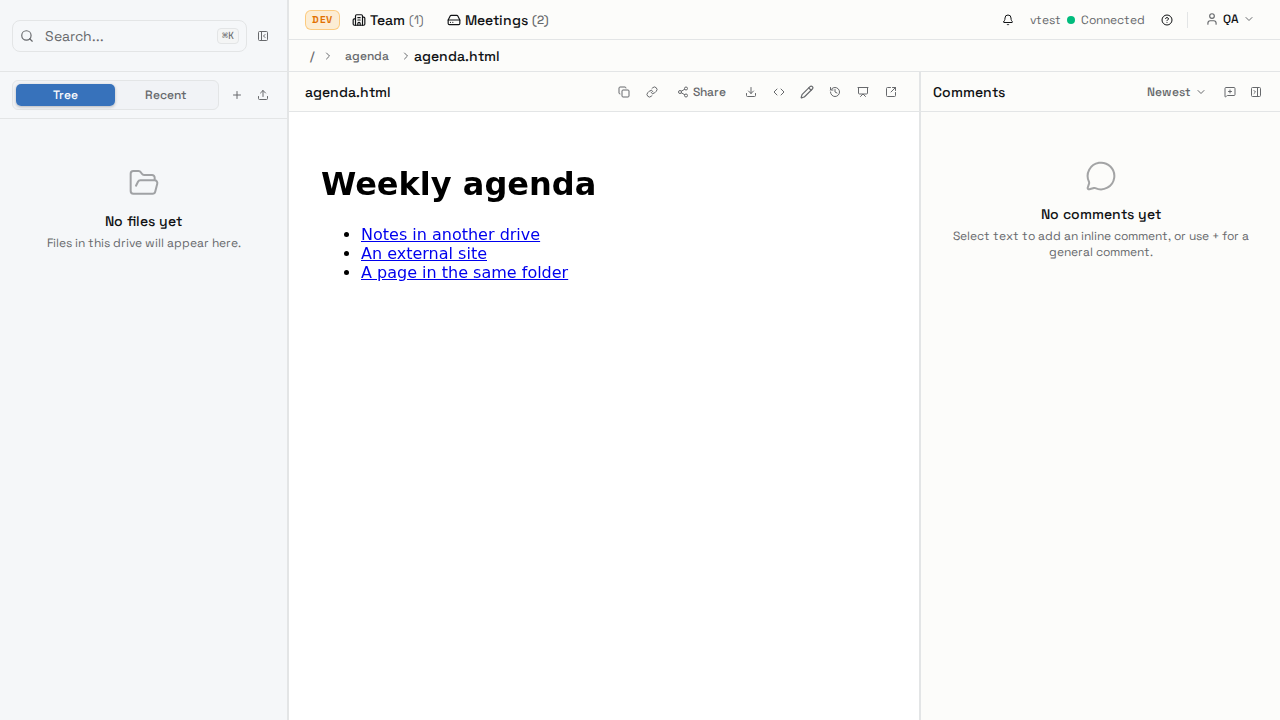 Search... ⌘K
DEV Team (1) Meetings (2) vtest Connected QA
/ > agenda > agenda.html
Tree Recent
agenda.html Share
Comments Newest
No files yet
Files in this drive will appear here.
Weekly agenda
• Notes in another drive
• An external site
• A page in the same folder
No comments yet
Select text to add an inline comment, or use + for a
general comment.